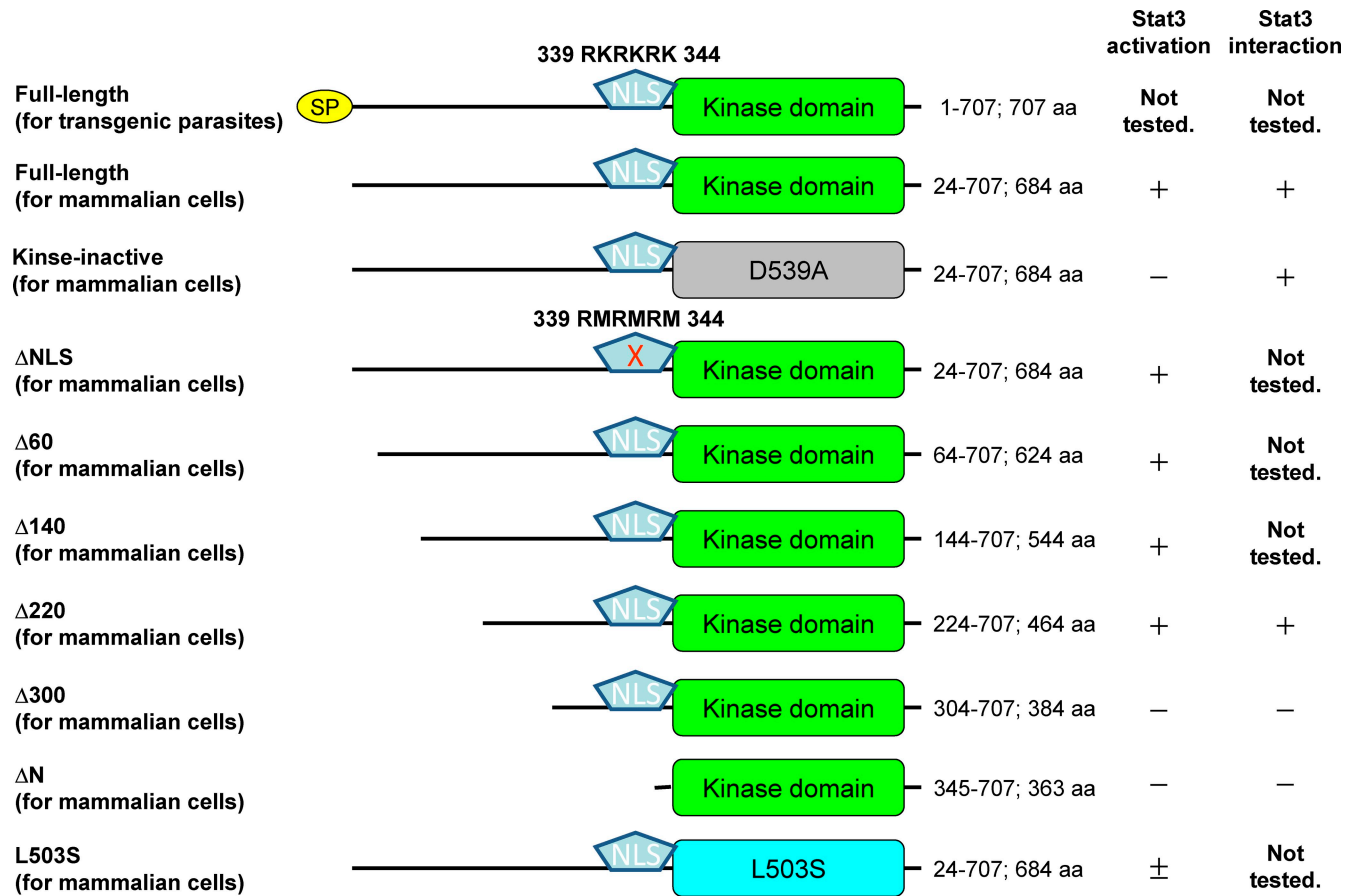 Stat3 activation
Stat3 interaction
339 RKRKRK 344
Full-length
(for transgenic parasites)
SP
NLS
Kinase domain
1-707; 707 aa
Not tested.
Not tested.
Full-length
(for mammalian cells)
NLS
Kinase domain
24-707; 684 aa
+
+
Kinse-inactive
(for mammalian cells)
NLS
D539A
24-707; 684 aa
−
+
339 RMRMRM 344
ΔNLS
(for mammalian cells)
X
Kinase domain
24-707; 684 aa
+
Not tested.
Δ60
(for mammalian cells)
NLS
Kinase domain
64-707; 624 aa
+
Not tested.
Δ140
(for mammalian cells)
NLS
Kinase domain
144-707; 544 aa
+
Not tested.
Δ220
(for mammalian cells)
NLS
Kinase domain
224-707; 464 aa
+
+
Δ300
(for mammalian cells)
NLS
Kinase domain
304-707; 384 aa
−
−
ΔN
(for mammalian cells)
Kinase domain
345-707; 363 aa
−
−
L503S
(for mammalian cells)
NLS
L503S
24-707; 684 aa
±
Not tested.